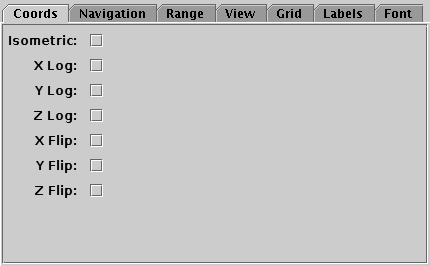 Coords Navigation Range View Grid Labels Font
Isometric:
X Log:
Y Log:
Z Log:
X Flip:
Y Flip:
Z Flip: